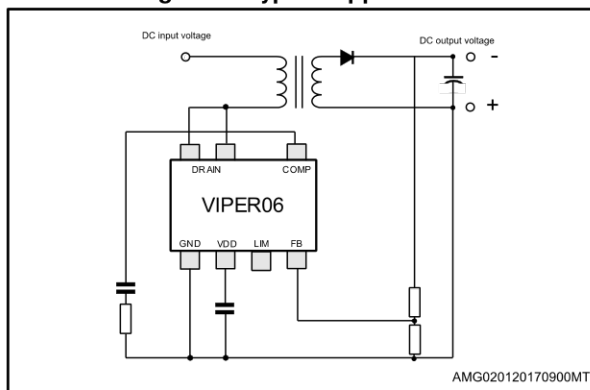 DC input voltage
DC output voltage
-
+
DRAIN
COMP
VIPER06
GND VDD LIM FB
AMG020120170900MT